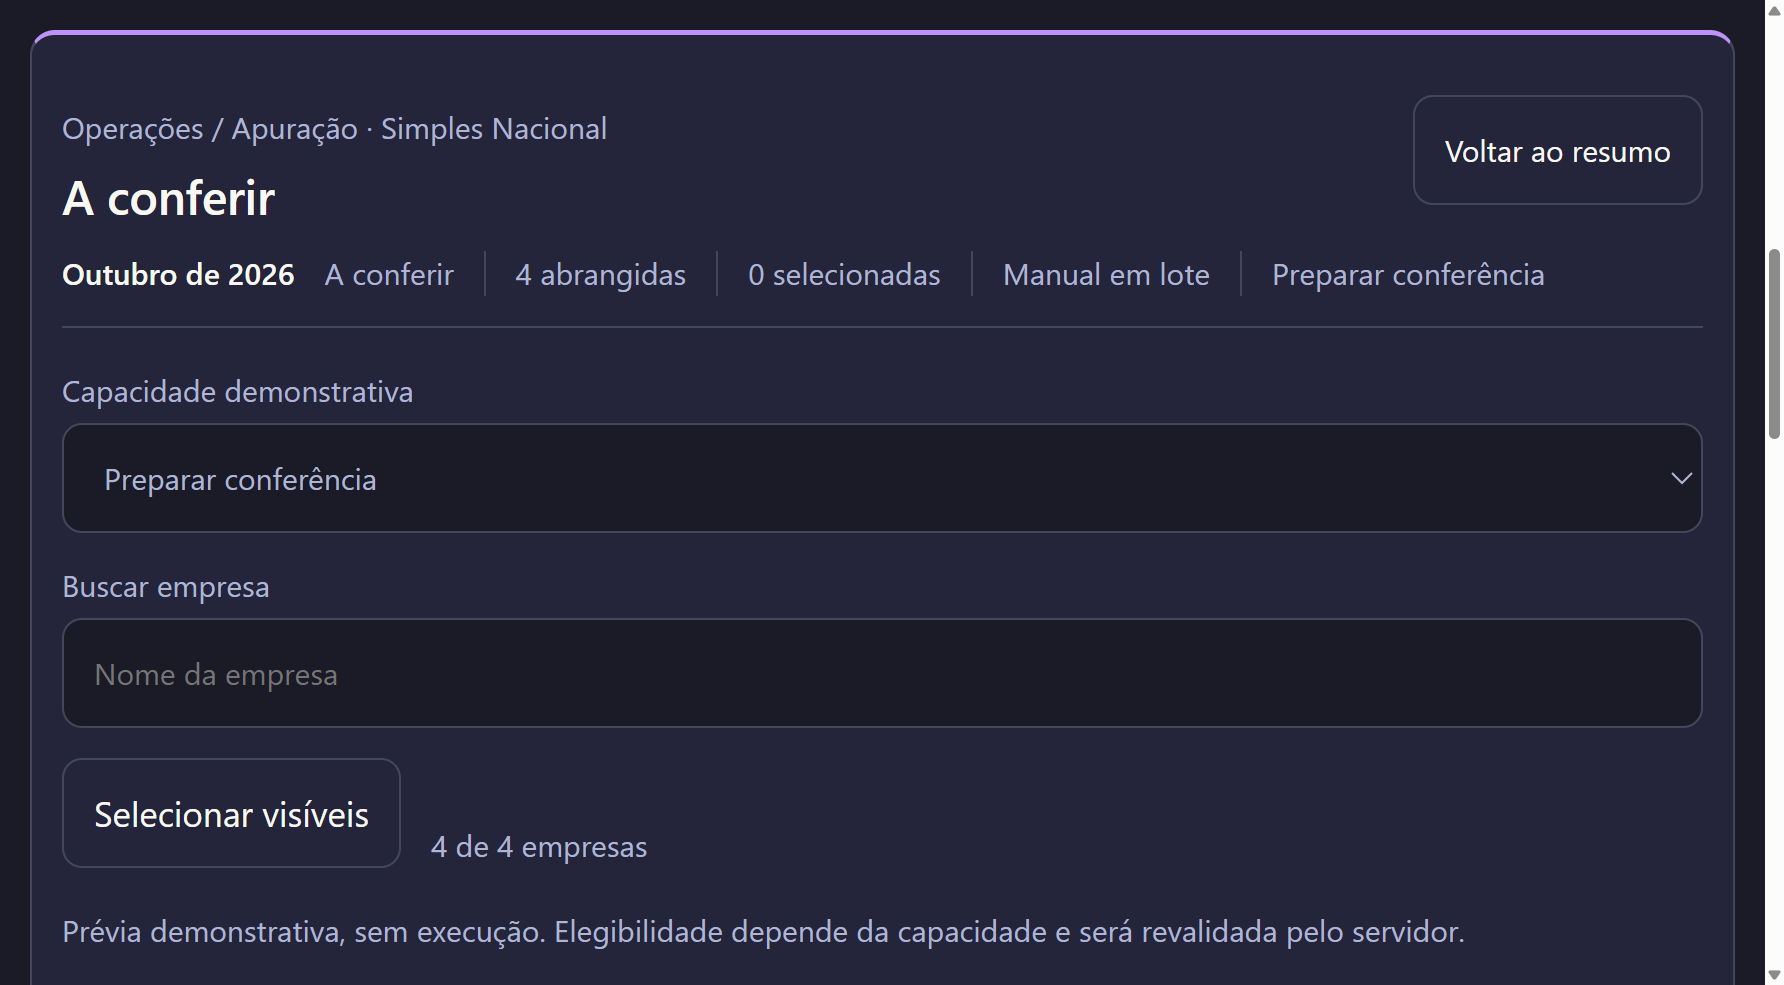 Operações / Apuração · Simples Nacional
Voltar ao resumo
A conferir
Outubro de 2026 A conferir 4 abrangidas 0 selecionadas Manual em lote Preparar conferência
Capacidade demonstrativa
Preparar conferência
Buscar empresa
Nome da empresa
Selecionar visíveis
4 de 4 empresas
Prévia demonstrativa, sem execução. Elegibilidade depende da capacidade e será revalidada pelo servidor.